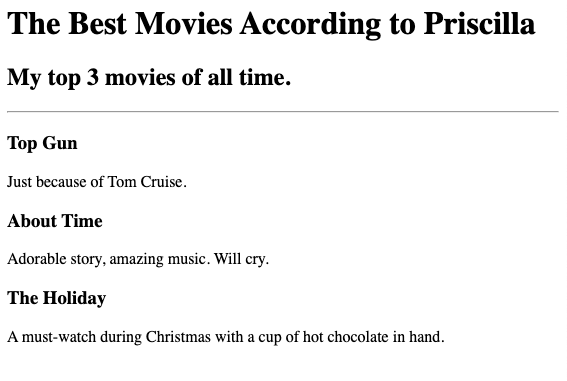 The Best Movies According to Priscilla
My top 3 movies of all time.
Top Gun
Just because of Tom Cruise.
About Time
Adorable story, amazing music. Will cry.
The Holiday
A must-watch during Christmas with a cup of hot chocolate in hand.